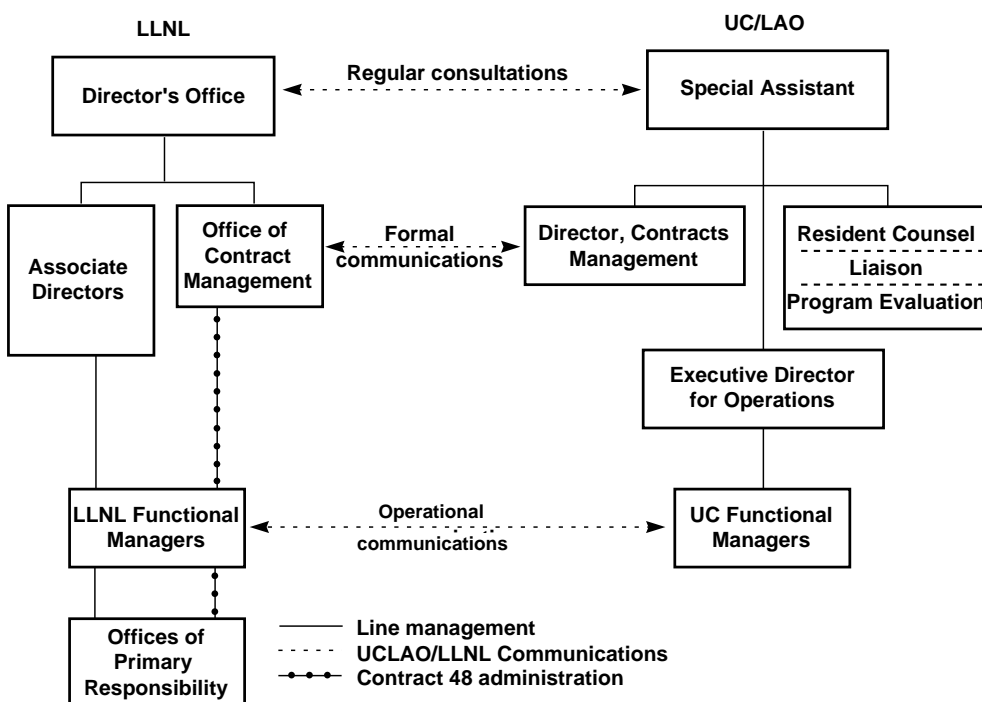 LLNL
UC/LAO
Director's Office
Regular consultations
Special Assistant
Associate
Directors
Office of
Contract
Management
Formal
communications
Director, Contracts
Management
Resident Counsel
Liaison
Program Evaluation
Executive Director
for Operations
LLNL Functional
Managers
Operational
communications
UC Functional
Managers
Offices of
Primary
Responsibility
Line management
UCLAO/LLNL Communications
Contract 48 administration